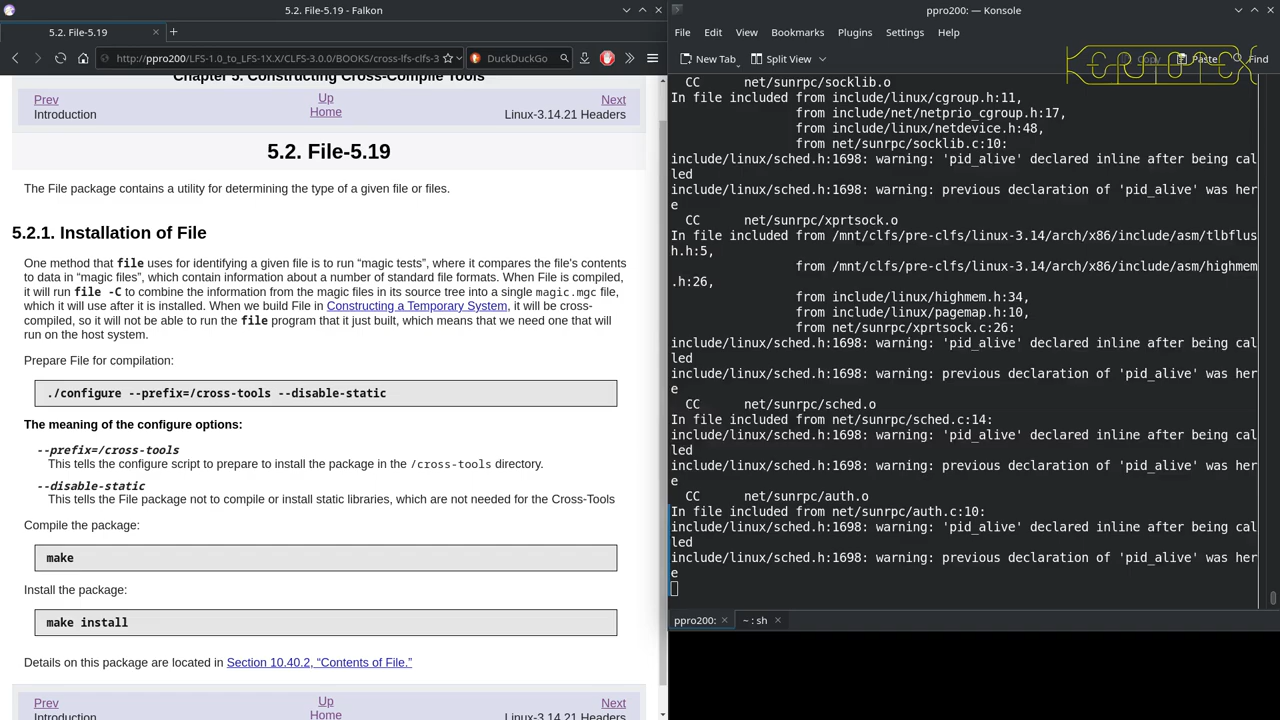 5.2. File-5.19 - Falkon
5.2. File-5.19
http://ppro200/LFS-1.0_to_LFS-1X.X/CLFS-3.0.0/BOOKS/cross-lfs-clfs-3
DuckDuckGo
Chapter 5. Constructing Cross-Compile Tools
Prev
Up
Next
Introduction
Home
Linux-3.14.21 Headers
5.2. File-5.19
The File package contains a utility for determining the type of a given file or files.
5.2.1. Installation of File
One method that file uses for identifying a given file is to run “magic tests”, where it compares the file's contents
to data in “magic files”, which contain information about a number of standard file formats. When File is compiled,
it will run file -C to combine the information from the magic files in its source tree into a single magic.mgc file,
which it will use after it is installed. When we build File in Constructing a Temporary System, it will be cross-
compiled, so it will not be able to run the file program that it just built, which means that we need one that will
run on the host system.
Prepare File for compilation:
./configure --prefix=/cross-tools --disable-static
The meaning of the configure options:
--prefix=/cross-tools
This tells the configure script to prepare to install the package in the /cross-tools directory.
--disable-static
This tells the File package not to compile or install static libraries, which are not needed for the Cross-Tools
Compile the package:
make
Install the package:
make install
Details on this package are located in Section 10.40.2, “Contents of File.”
Prev
Up
Next
Introduction
Home
Linux-3.14.21 Headers
ppro200: — Konsole
File Edit View Bookmarks Plugins Settings Help
New Tab Split View Copy Paste Find
CC      net/sunrpc/socklib.o
In file included from include/linux/cgroup.h:11,
from include/net/netprio_cgroup.h:17,
from include/linux/netdevice.h:48,
from net/sunrpc/socklib.c:10:
include/linux/sched.h:1698: warning: 'pid_alive' declared inline after being cal
led
include/linux/sched.h:1698: warning: previous declaration of 'pid_alive' was her
e
CC      net/sunrpc/xprtsock.o
In file included from /mnt/clfs/pre-clfs/linux-3.14/arch/x86/include/asm/tlbflus
h.h:5,
from /mnt/clfs/pre-clfs/linux-3.14/arch/x86/include/asm/highmem
.h:26,
from include/linux/highmem.h:34,
from include/linux/pagemap.h:10,
from net/sunrpc/xprtsock.c:26:
include/linux/sched.h:1698: warning: 'pid_alive' declared inline after being cal
led
include/linux/sched.h:1698: warning: previous declaration of 'pid_alive' was her
e
CC      net/sunrpc/sched.o
In file included from net/sunrpc/sched.c:14:
include/linux/sched.h:1698: warning: 'pid_alive' declared inline after being cal
led
include/linux/sched.h:1698: warning: previous declaration of 'pid_alive' was her
e
CC      net/sunrpc/auth.o
In file included from net/sunrpc/auth.c:10:
include/linux/sched.h:1698: warning: 'pid_alive' declared inline after being cal
led
include/linux/sched.h:1698: warning: previous declaration of 'pid_alive' was her
e
ppro200:
~ : sh